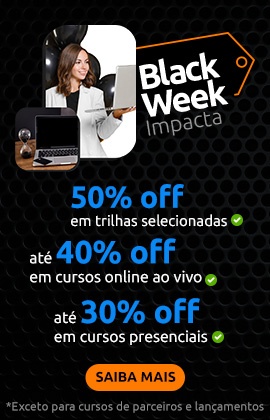 Black
Week
Impacta
50% off
em trilhas selecionadas
até 40% off
em cursos online ao vivo
até 30% off
em cursos presenciais
SAIBA MAIS
*Exceto para cursos de parceiros e lançamentos